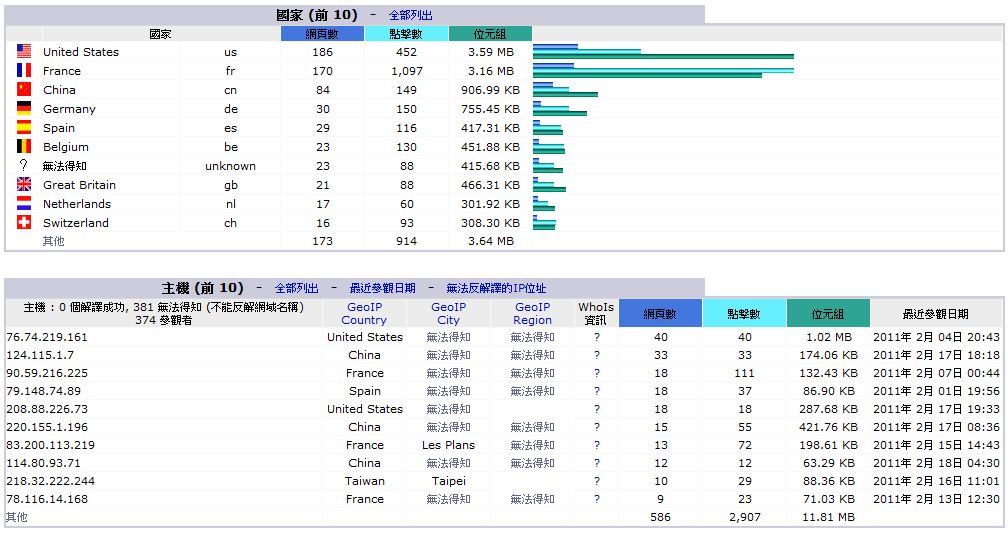 國家 (前 10) - 全部列出
國家 網頁數 點擊數 位元組
United States us 186 452 3.59 MB
France fr 170 1,097 3.16 MB
China cn 84 149 906.99 KB
Germany de 30 150 755.45 KB
Spain es 29 116 417.31 KB
Belgium be 23 130 451.88 KB
? 無法得知 unknown 23 88 415.68 KB
Great Britain gb 21 88 466.31 KB
Netherlands nl 17 60 301.92 KB
Switzerland ch 16 93 308.30 KB
其他 173 914 3.64 MB
主機 (前 10) - 全部列出 - 最近參觀日期 - 無法反解譯的IP位址
主機 : 0 個解譯成功, 381 無法得知 (不能反解網域名稱) GeoIP GeoIP GeoIP WhoIs 網頁數 點擊數 位元組 最近參觀日期
374 參觀者 Country City Region 資訊
76.74.219.161 United States 無法得知 無法得知 ? 40 40 1.02 MB 2011年 2月 04日 20:43
124.115.1.7 China 無法得知 無法得知 ? 33 33 174.06 KB 2011年 2月 17日 18:18
90.59.216.225 France 無法得知 無法得知 ? 18 111 132.43 KB 2011年 2月 07日 00:44
79.148.74.89 Spain 無法得知 無法得知 ? 18 37 86.90 KB 2011年 2月 01日 19:56
208.88.226.73 United States 無法得知 ? 18 18 287.68 KB 2011年 2月 17日 19:33
220.155.1.196 China 無法得知 無法得知 ? 15 55 421.76 KB 2011年 2月 17日 08:36
83.200.113.219 France Les Plans 無法得知 ? 13 72 198.61 KB 2011年 2月 15日 14:43
114.80.93.71 China 無法得知 無法得知 ? 12 12 63.29 KB 2011年 2月 18日 04:30
218.32.222.244 Taiwan Taipei ? 10 29 88.36 KB 2011年 2月 16日 11:01
78.116.14.168 France 無法得知 無法得知 ? 9 23 71.03 KB 2011年 2月 13日 12:30
其他 586 2,907 11.81 MB